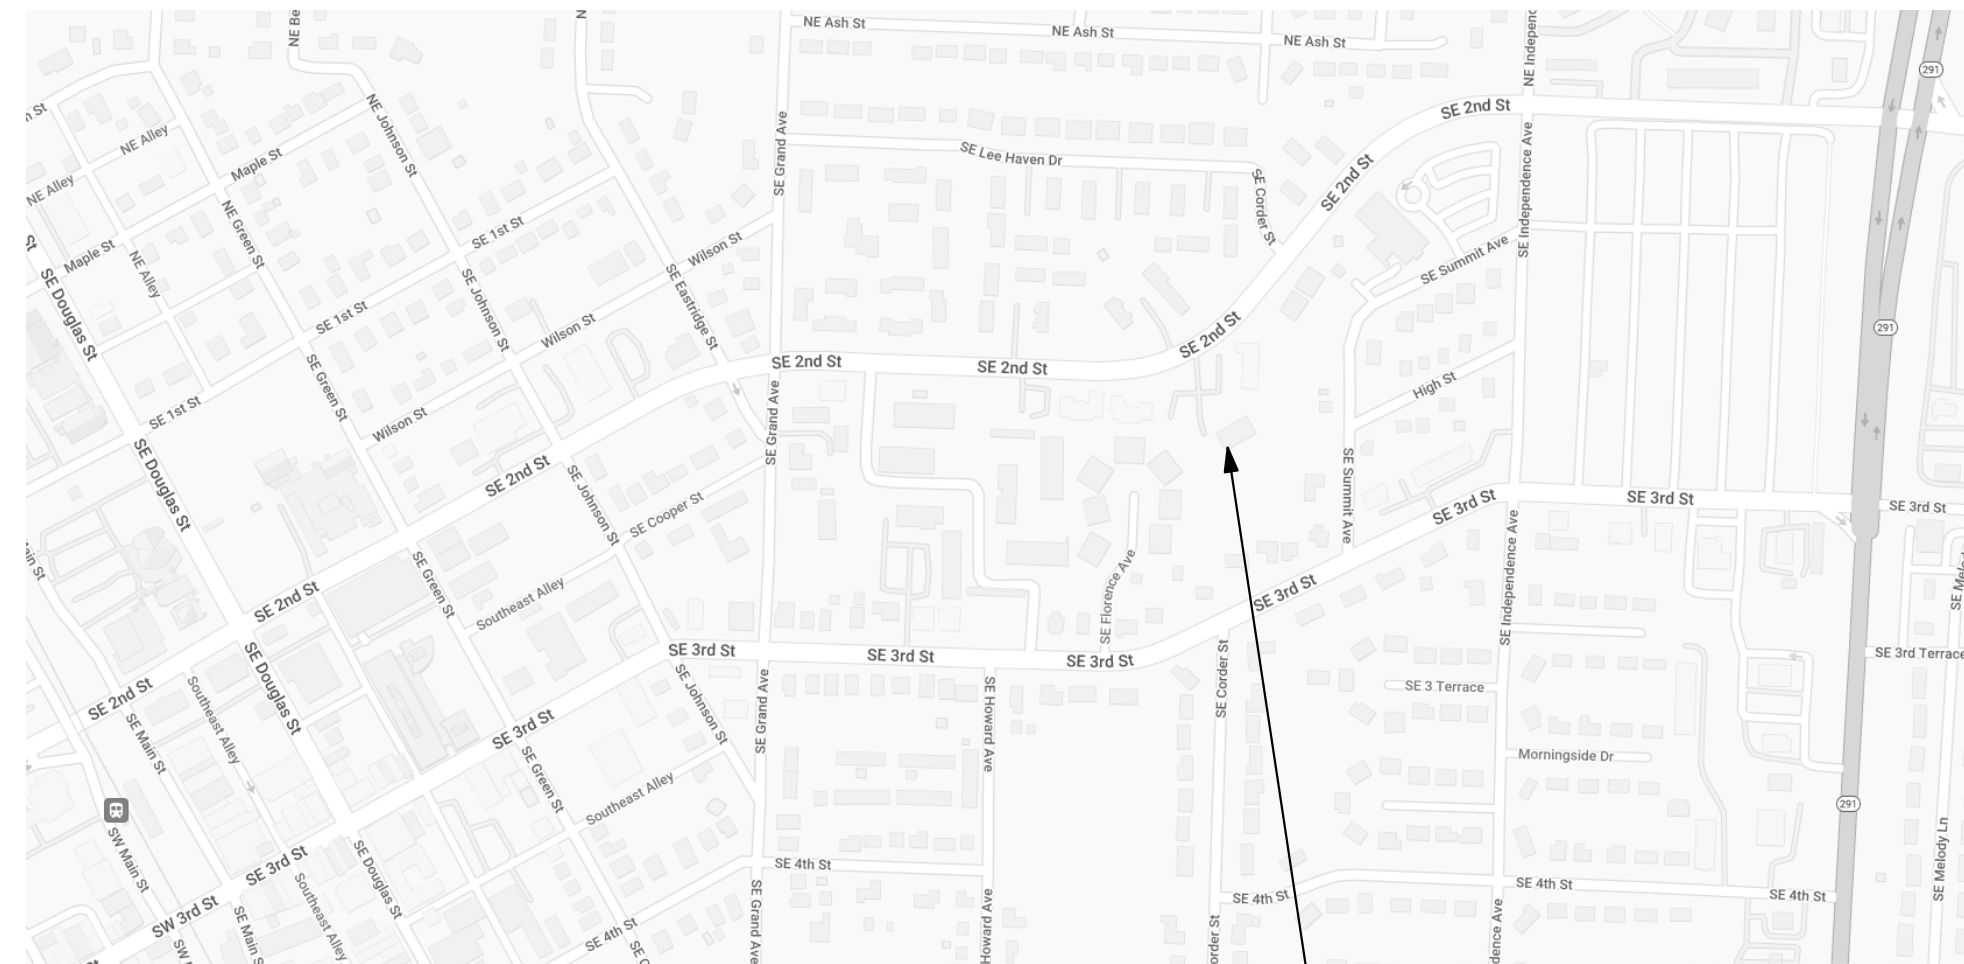 NE Ash St
NE Ash St
NE Ash St
291
SE 2nd St
NE Johnson St
NE Alley
Maple St
SE Grand Ave
SE Lee Haven Dr
SE Independence Ave
SE 2nd St
NE Alley
SE Corder St
NE Green St
SE 1st St
Maple St
NE Alley
Wilson St
SE Summit Ave
SE Douglas St
SE Johnson St
SE Eastridge St
SE 1st St
Wilson St
SE 2nd St
291
SE 2nd St
SE 2nd St
SE Green St
High St
SE Grand Ave
SE 1st St
Wilson St
SE Douglas St
SE 2nd St
SE Johnson St
SE Cooper St
SE Summit Ave
SE 3rd St
SE 3rd St
SE 3rd St
SE Green St
Southeast Alley
SE Florence Ave
SE Independence Ave
SE 2nd St
SE 3rd St
SE 3rd St
SE 3rd St
SE 3rd St
SE 3rd Terrace
SE Douglas St
SE Johnson St
SE Corder St
SE 3 Terrace
SE 2nd St
Southeast Alley
SE Main St
SE Grand Ave
SE Howard Ave
SE 3rd St
SE Green St
Morningside Dr
Southeast Alley
291
SW Main St
SE 3rd St
SE Douglas St
SE 4th St
SE Melody Ln
SE 4th St
SE 4th St
SE 4th St
Southeast Alley
SW 3rd St
SE Main S
SE Grand Ave
Howard Ave
SE 4th St